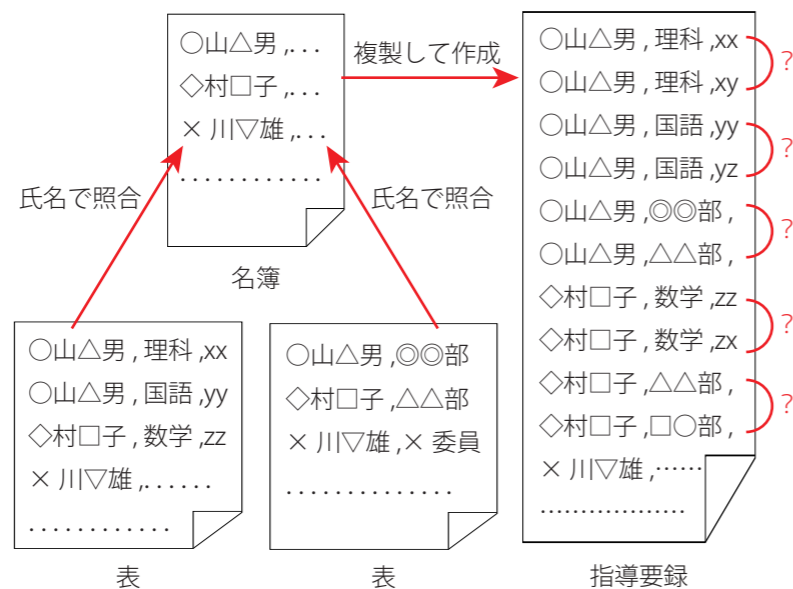 ○山△男 ,. . .
◇村□子 ,. . .
× 川▽雄 ,. . .
. . . . . . . . . . . .
名簿
複製して作成
氏名で照合
氏名で照合
○山△男 , 理科 ,xx
○山△男 , 国語 ,yy
◇村□子 , 数学 ,zz
× 川▽雄 ,. . . . . .
. . . . . . . . . . . .
表
○山△男 ,◎◎部
◇村□子 ,△△部
× 川▽雄 ,× 委員
. . . . . . . . . . . . . .
表
○山△男 , 理科 ,xx
○山△男 , 理科 ,xy
?
○山△男 , 国語 ,yy
○山△男 , 国語 ,yz
?
○山△男 ,◎◎部 ,
○山△男 ,△△部 ,
?
◇村□子 , 数学 ,zz
◇村□子 , 数学 ,zx
?
◇村□子 ,△△部 ,
◇村□子 ,□○部 ,
?
× 川▽雄 ,……
………………
指導要録